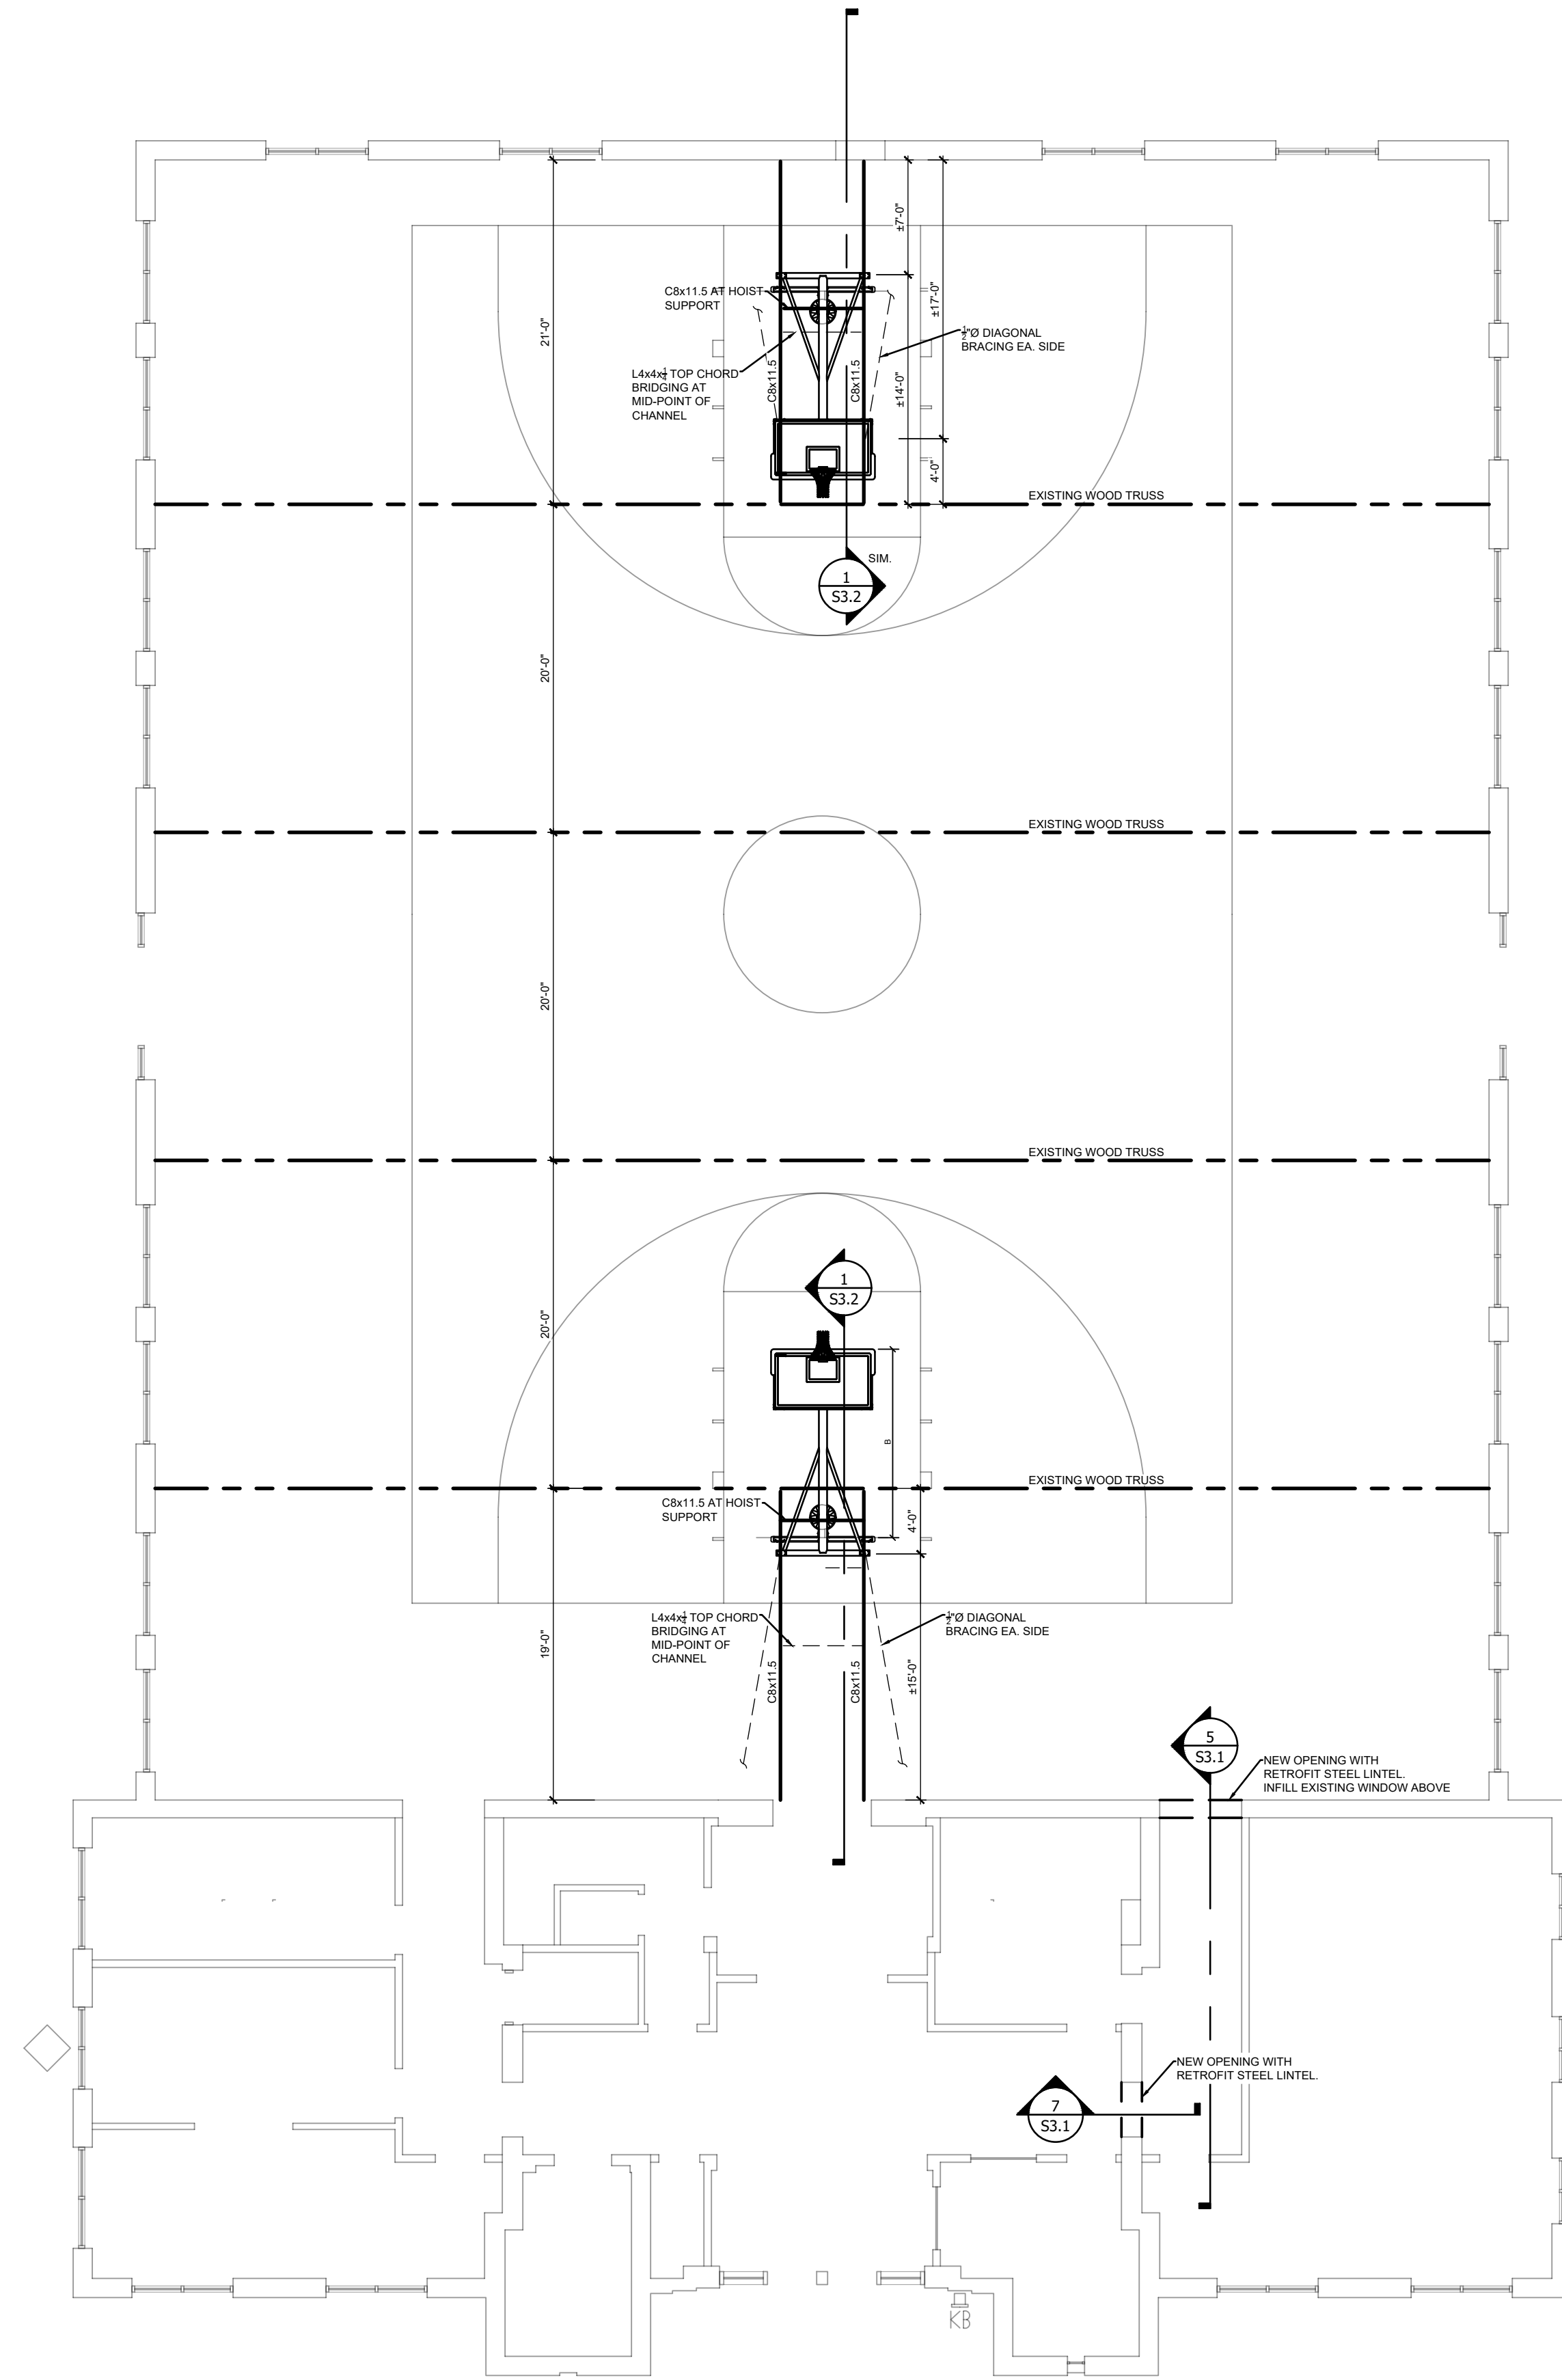 ±7'-0"
C8x11.5 AT HOIST
SUPPORT
±17'-0"
21'-0"
½"Ø DIAGONAL
BRACING EA. SIDE
L4x4x¼ TOP CHORD
BRIDGING AT
MID-POINT OF
CHANNEL
C8x11.5
C8x11.5
±14'-0"
4'-0"
EXISTING WOOD TRUSS
SIM.
1
S3.2
20'-0"
EXISTING WOOD TRUSS
20'-0"
EXISTING WOOD TRUSS
1
S3.2
20'-0"
B
EXISTING WOOD TRUSS
C8x11.5 AT HOIST
SUPPORT
4'-0"
L4x4x¼ TOP CHORD
BRIDGING AT
MID-POINT OF
CHANNEL
½"Ø DIAGONAL
BRACING EA. SIDE
19'-0"
C8x11.5
C8x11.5
±15'-0"
5
S3.1
NEW OPENING WITH
RETROFIT STEEL LINTEL.
INFILL EXISTING WINDOW ABOVE
NEW OPENING WITH
RETROFIT STEEL LINTEL.
7
S3.1
KB